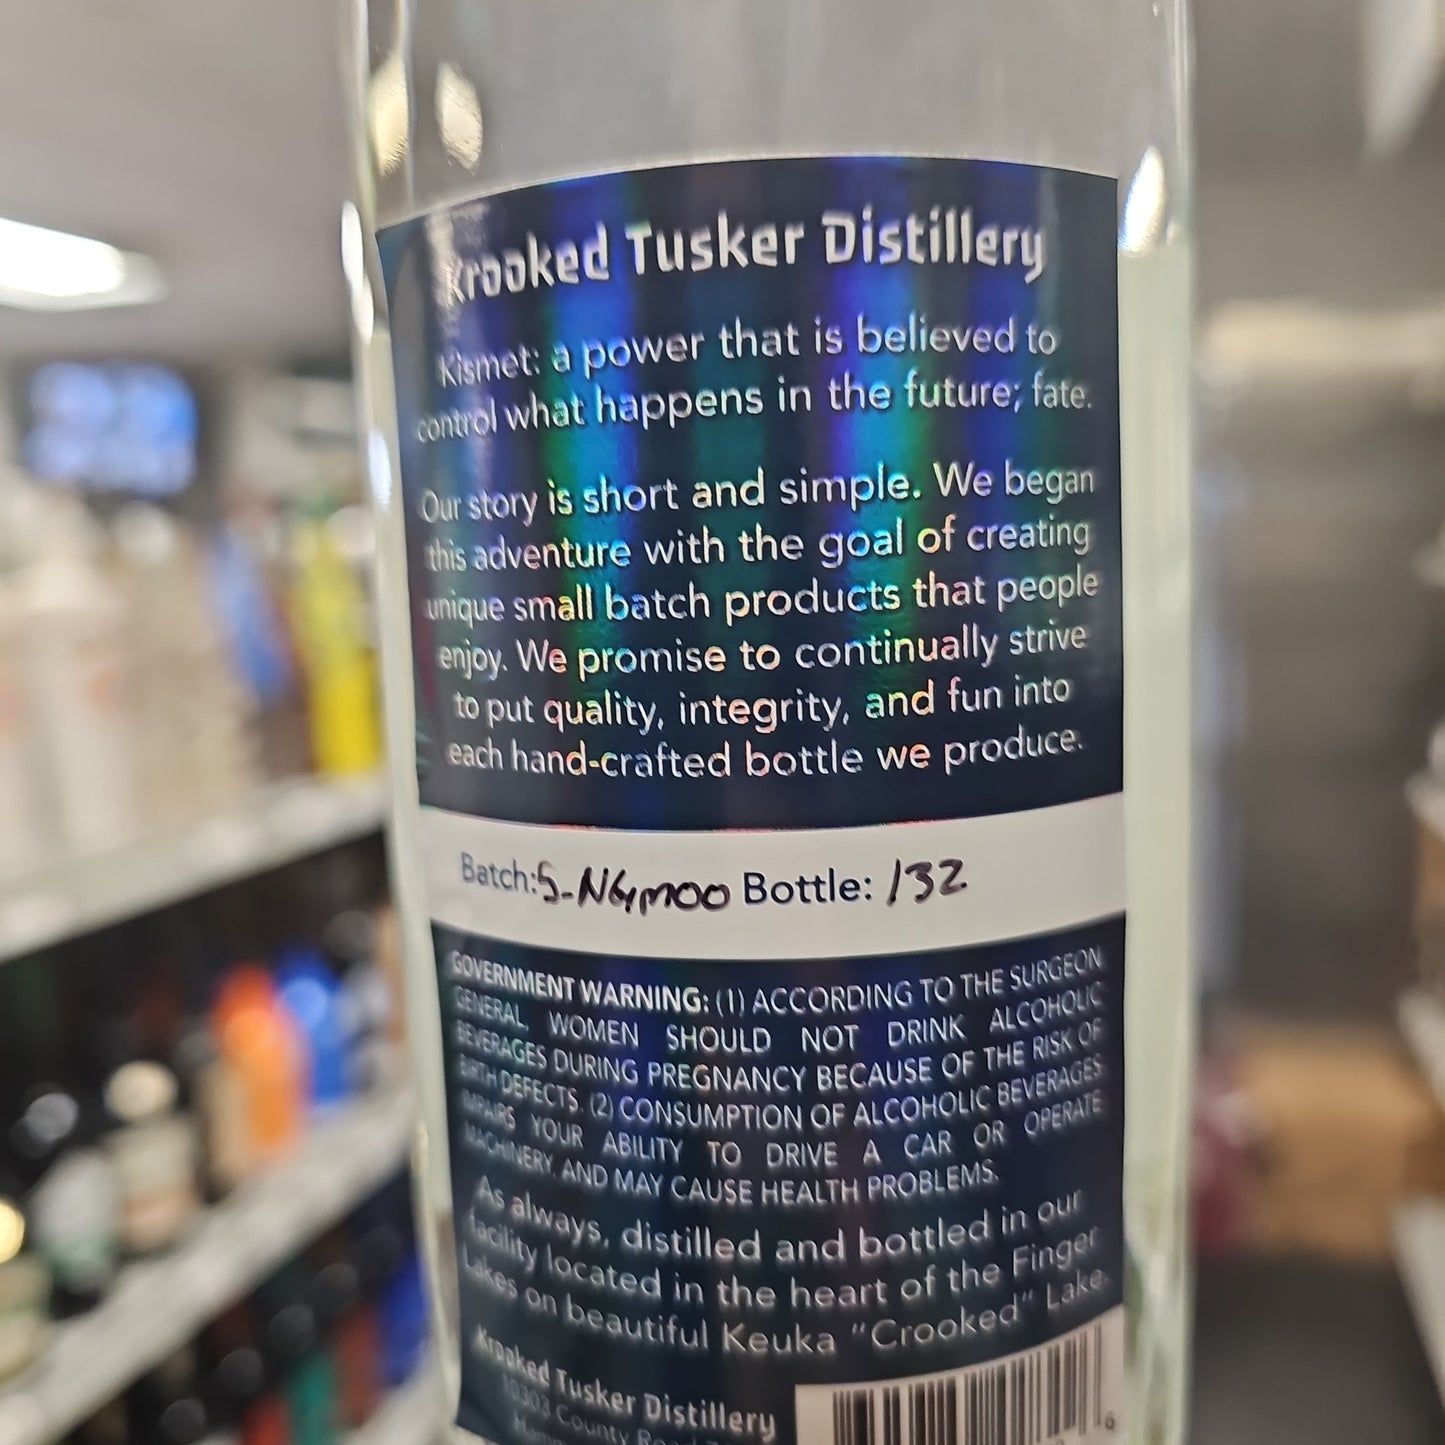 Krooked Tusker Distillery
Kismet: a power that is believed to
control what happens in the future; fate.
Our story is short and simple. We began
this adventure with the goal of creating
unique small batch products that people
enjoy. We promise to continually strive
to put quality, integrity, and fun into
each hand-crafted bottle we produce.
Batch: Bottle: 132
GOVERNMENT WARNING: (1) ACCORDING TO THE SURGEON
GENERAL, WOMEN SHOULD NOT DRINK ALCOHOLIC
BEVERAGES DURING PREGNANCY BECAUSE OF THE RISK OF
BIRTH DEFECTS. (2) CONSUMPTION OF ALCOHOLIC BEVERAGES
IMPAIRS YOUR ABILITY TO DRIVE A CAR OR OPERATE
MACHINERY, AND MAY CAUSE HEALTH PROBLEMS.
As always, distilled and bottled in our
facility located in the heart of the Finger
Lakes on beautiful Keuka "Crooked" Lake.
Krooked Tusker Distillery
10303 County Road
6